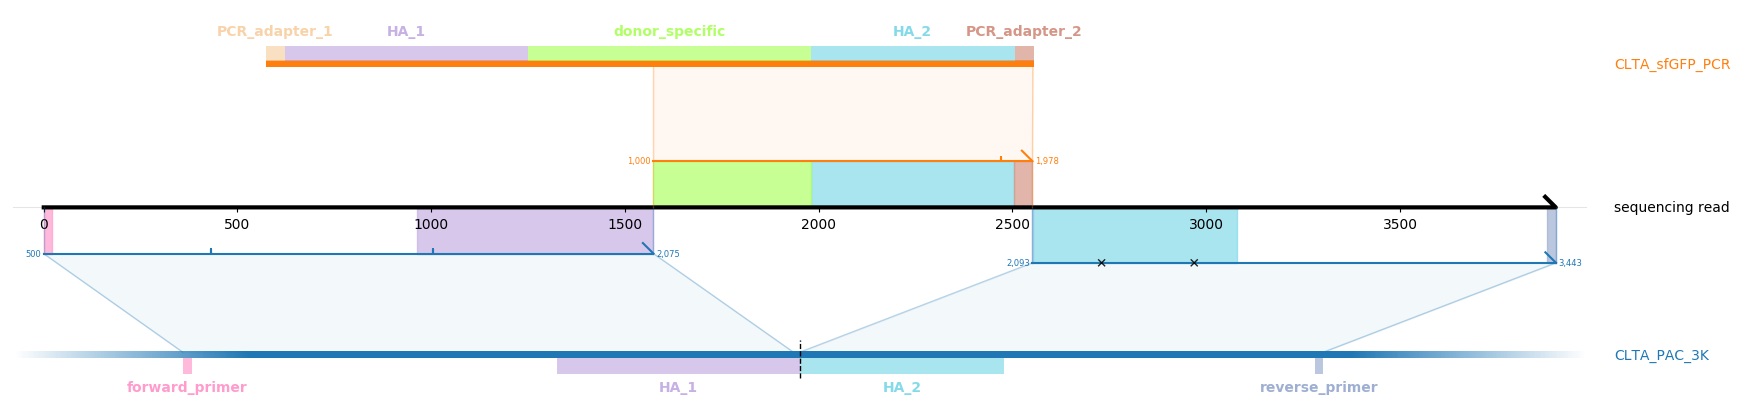 PCR_adapter_1 HA_1 donor_specific HA_2 PCR_adapter_2
CLTA_sfGFP_PCR
1,000 1,978
sequencing read
0 500 1000 1500 2000 2500 3000 3500
500 2,075 2,093 3,443
CLTA_PAC_3K
forward_primer HA_1 HA_2 reverse_primer